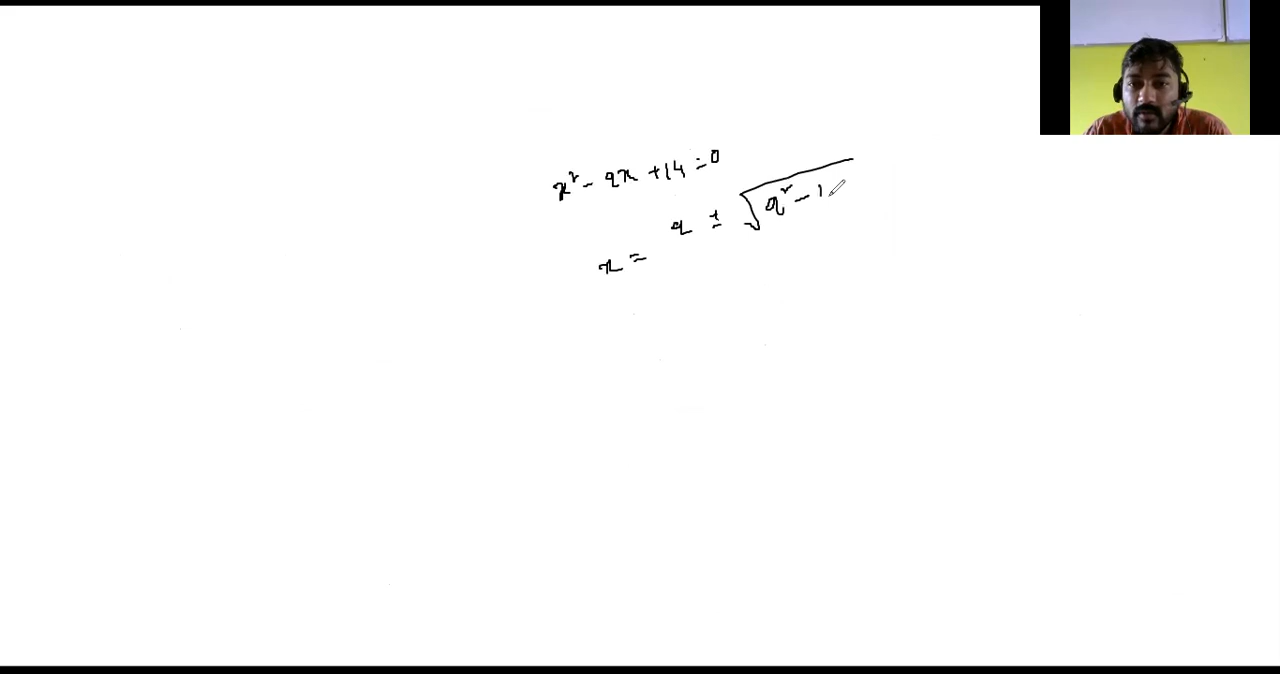 x² - 9x + 14 = 0
x = 9 ± √9² - 1